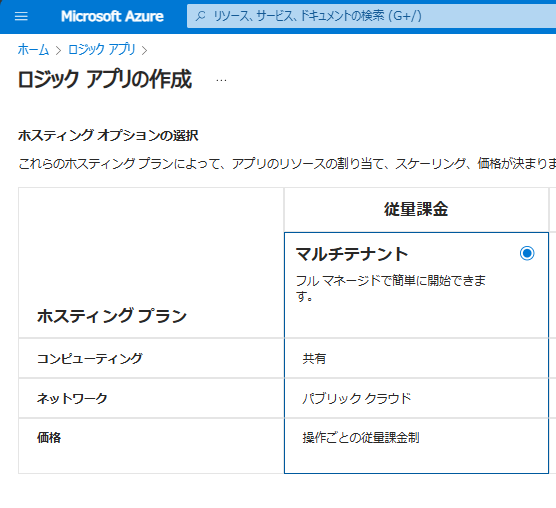 Microsoft Azure
リソース、サービス、ドキュメントの検索 (G+/)
ホーム > ロジック アプリ >
ロジック アプリの作成 ...
ホスティング オプションの選択
これらのホスティング プランによって、アプリのリソースの割り当て、スケーリング、価格が決まりま
従量課金
マルチテナント
フル マネージドで簡単に開始できま
す。
ホスティング プラン
コンピューティング 共有
ネットワーク パブリック クラウド
価格 操作ごとの従量課金制